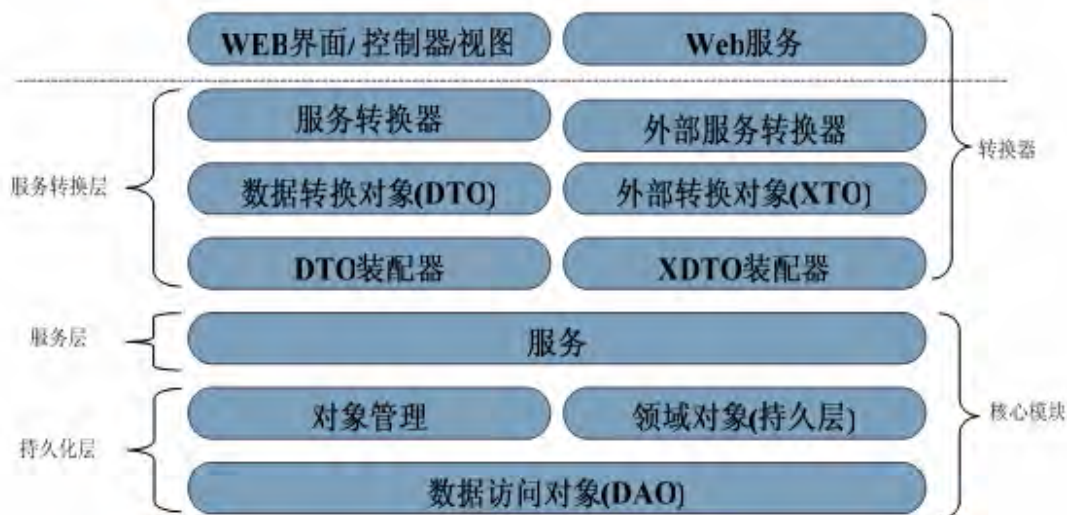 WEB界面/ 控制器/视图
Web服务
服务转换器
外部服务转换器
转换器
服务转换层
数据转换对象(DTO)
外部转换对象(XTO)
DTO装配器
XDTO装配器
服务层
服务
对象管理
领域对象(持久层)
核心模块
持久化层
数据访问对象(DAO)